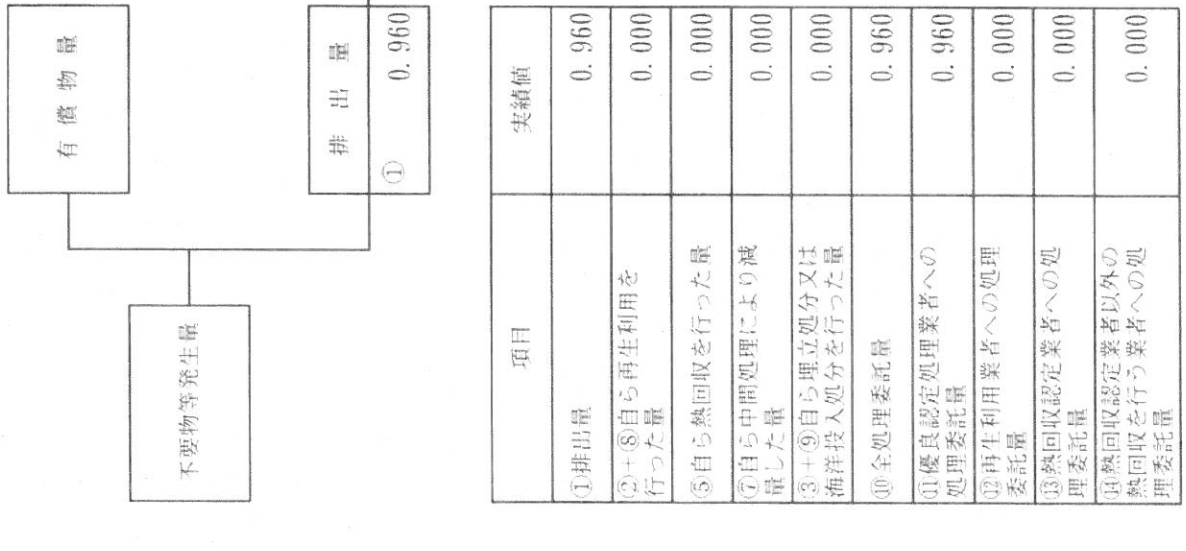 有償物量
不要物等発生量
排出量
① 0.960
項目 実績値
①排出量 0.960
②+⑧自ら再生利用を
行った量 0.000
⑤自ら熱回収を行った量 0.000
⑦自ら中間処理により減
量した量 0.000
③+⑨自ら埋立処分又は
海洋投入処分を行った量 0.000
⑩全処理委託量 0.960
⑪優良認定処理業者への
処理委託量 0.960
⑫再生利用業者への処理
委託量 0.000
⑬熱回収認定業者への処
理委託量 0.000
⑭熱回収認定業者以外の
熱回収を行う業者への処
理委託量 0.000